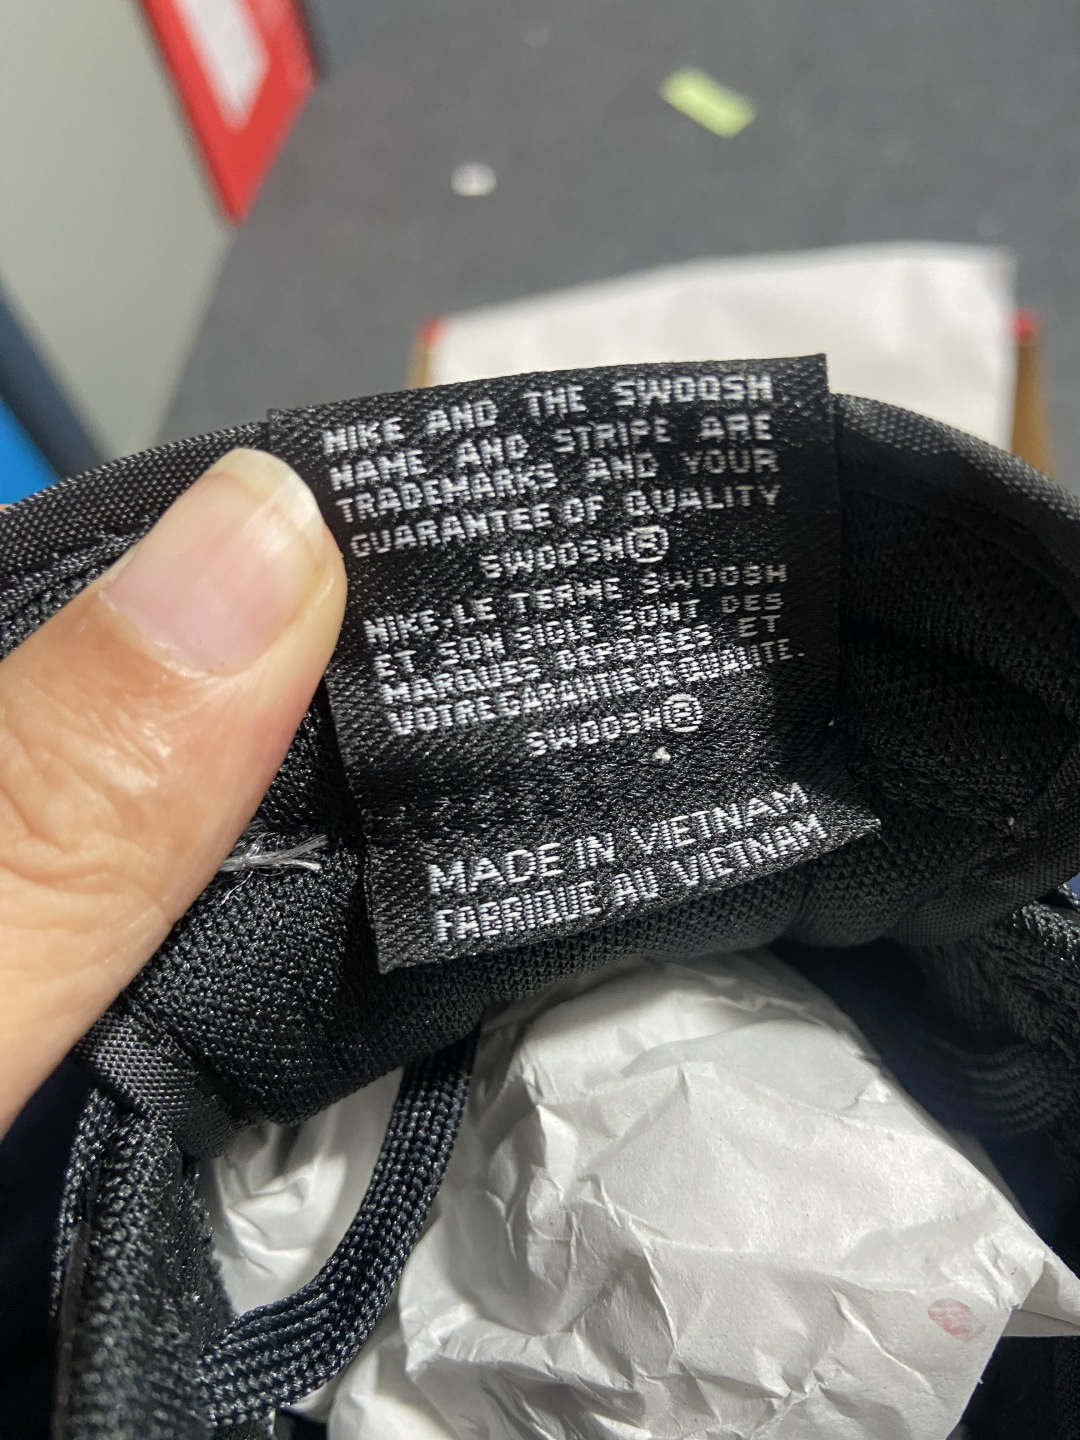 NIKE AND THE SWOOSH
NAME AND STRIPE ARE
TRADEMARKS AND YOUR
GUARANTEE OF QUALITY
SWOOSH®
NIKE-LE TERME SWOOSH
ET SON SIGLE SONT DES
MARQUES DEPOSEES ET
VOTRE GARANTIE DE QUALITE.
SWOOSH®
MADE IN VIETNAM
FABRIQUE AU VIETNAM